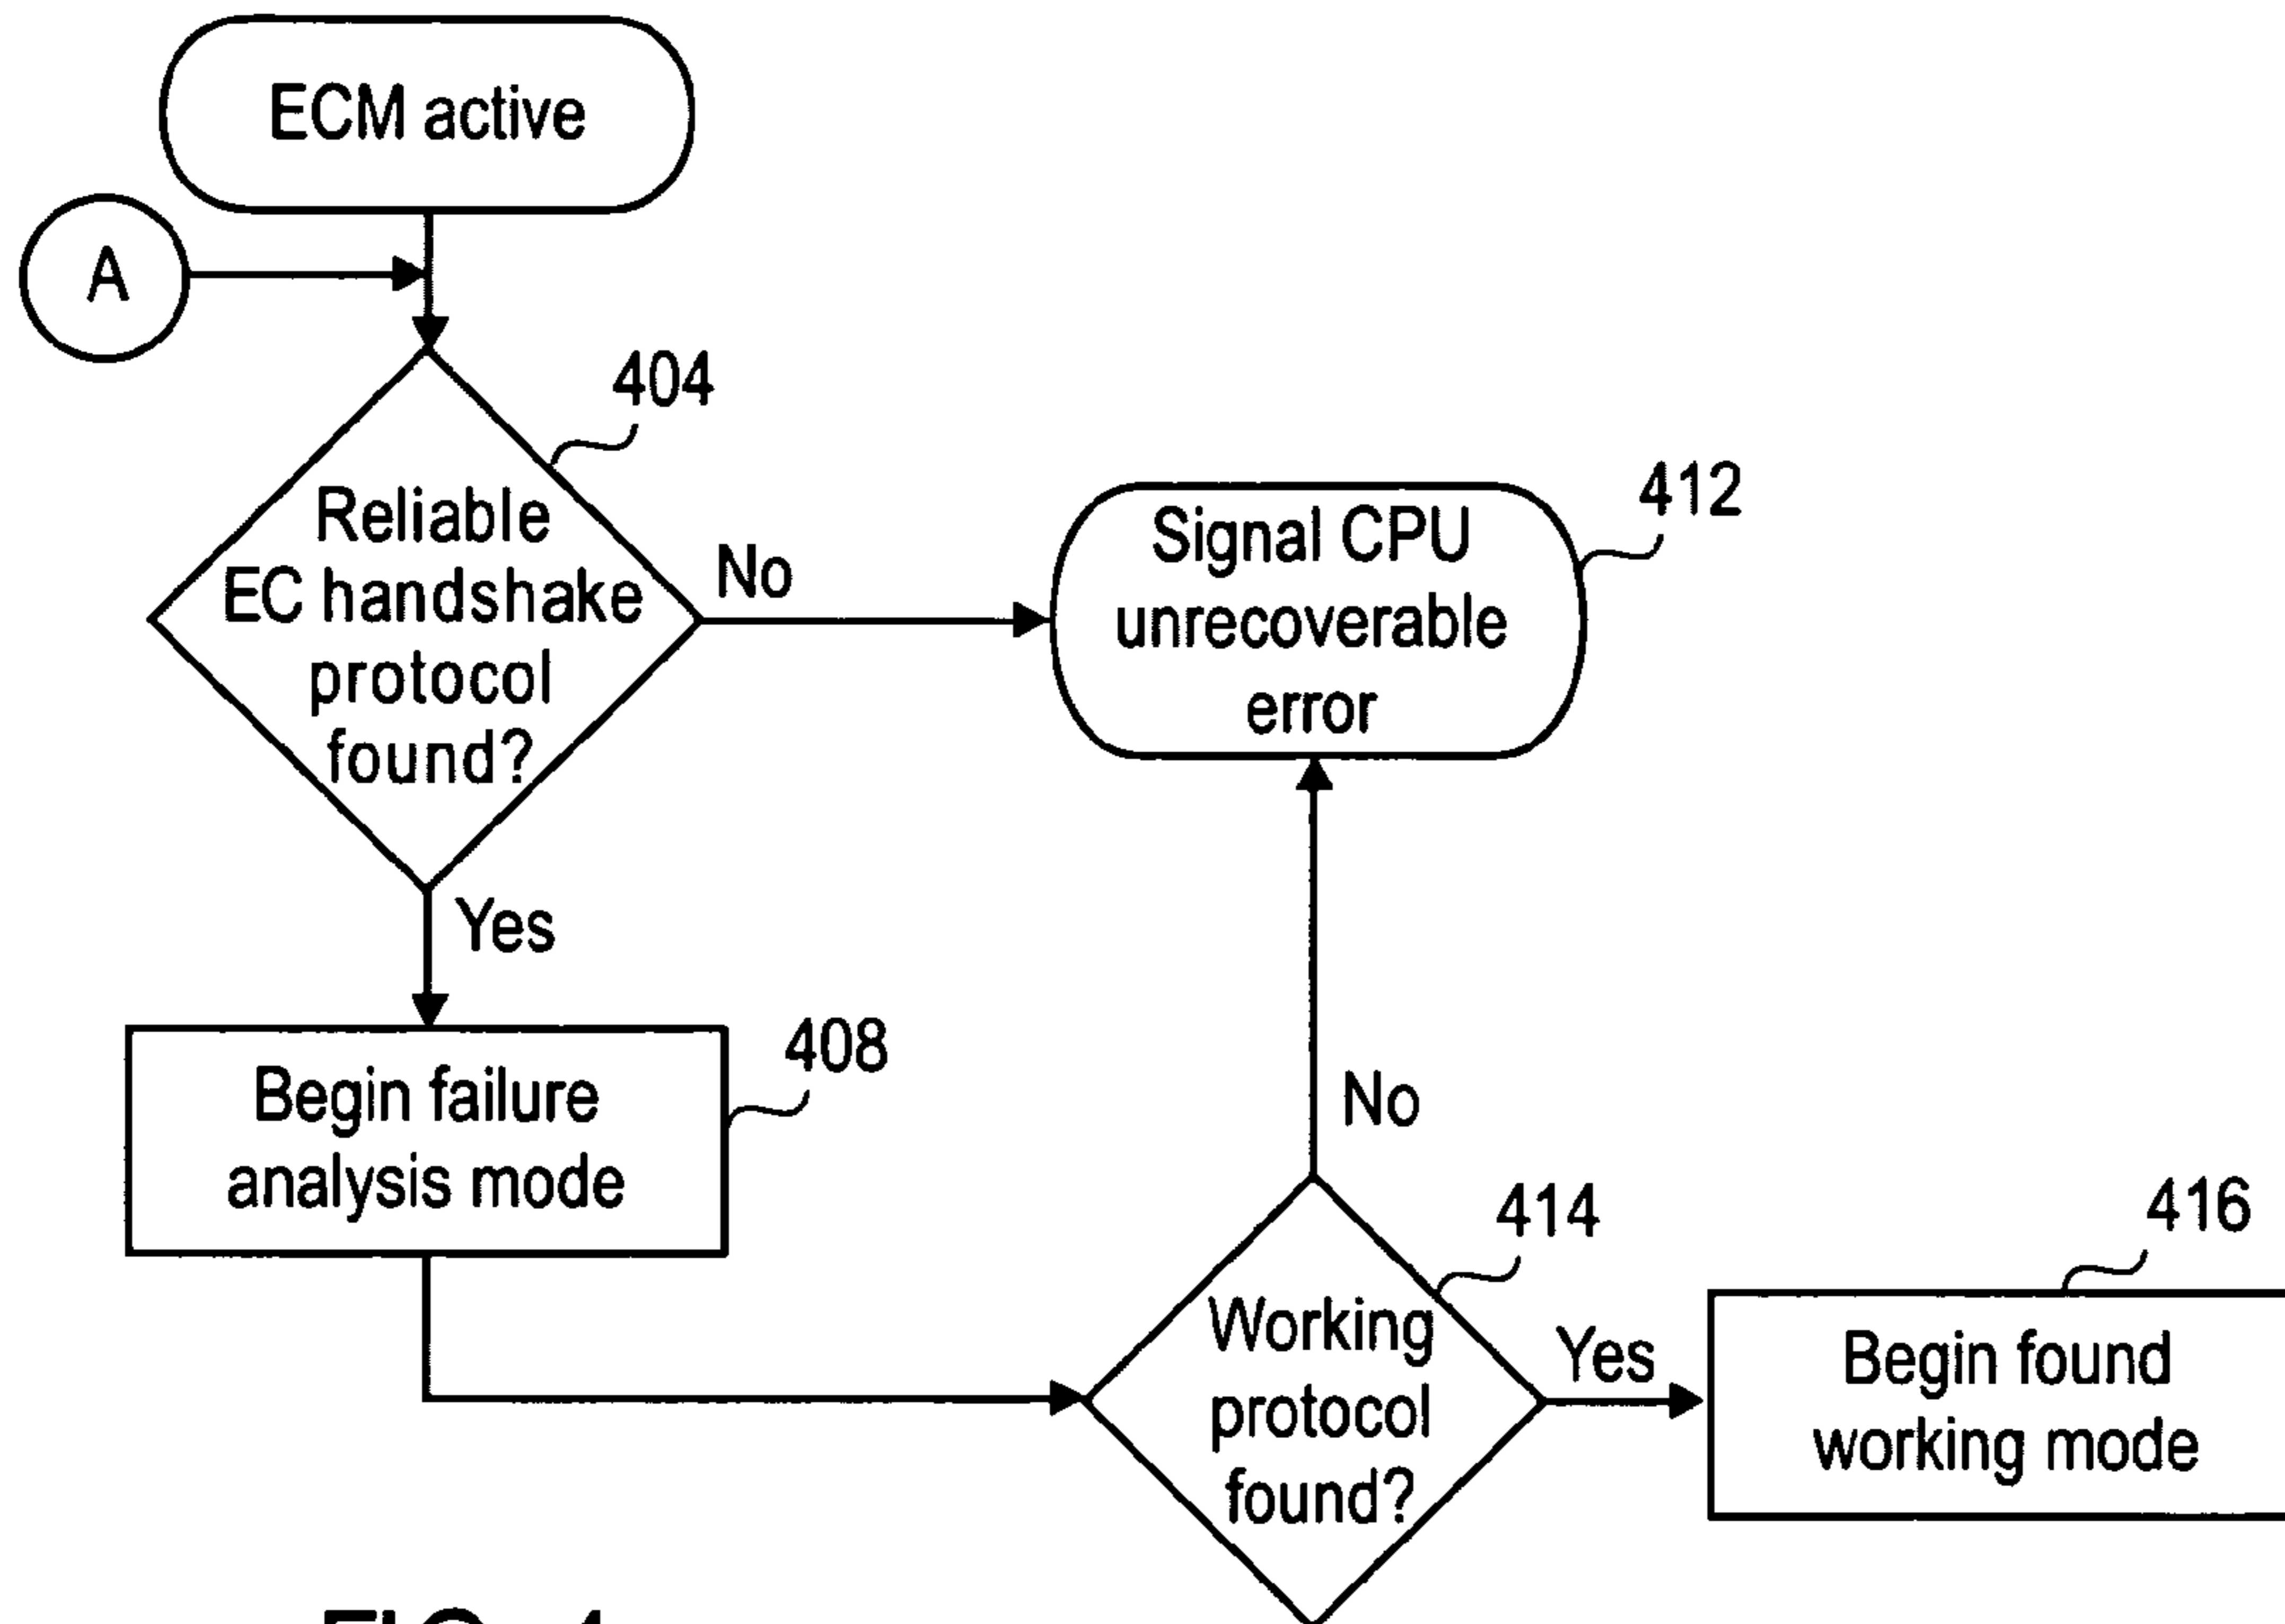 ECM active
A
404
Reliable
EC handshake
protocol
found?
No
412
Signal CPU
unrecoverable
error
Yes
408
Begin failure
analysis mode
No
414
Working
protocol
found?
Yes
416
Begin found
working mode